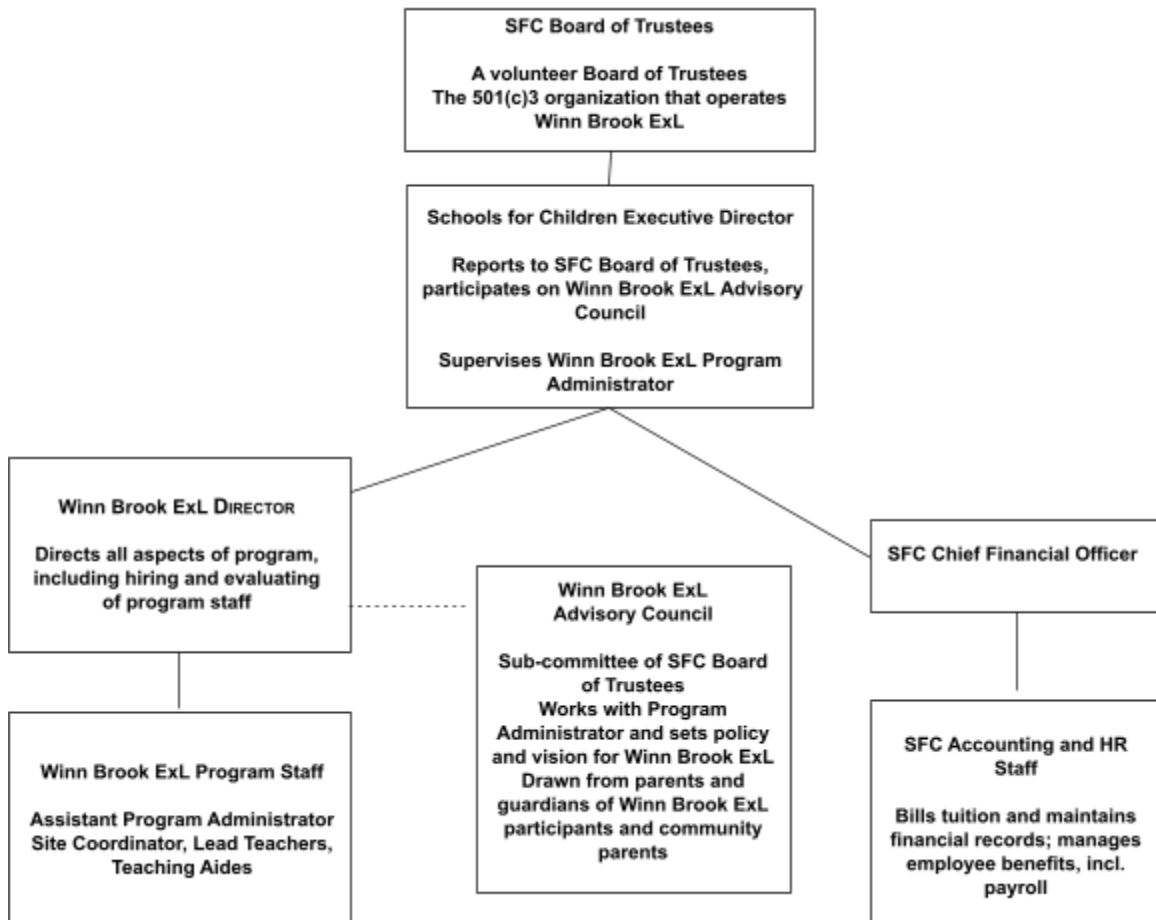 SFC Board of Trustees
A volunteer Board of Trustees
The 501(c)3 organization that operates
Winn Brook ExL
Schools for Children Executive Director
Reports to SFC Board of Trustees,
participates on Winn Brook ExL Advisory
Council
Supervises Winn Brook ExL Program
Administrator
Winn Brook ExL DIRECTOR
Directs all aspects of program,
including hiring and evaluating
of program staff
SFC Chief Financial Officer
Winn Brook ExL
Advisory Council
Sub-committee of SFC Board
of Trustees
Works with Program
Administrator and sets policy
and vision for Winn Brook ExL
Drawn from parents and
guardians of Winn Brook ExL
participants and community
parents
Winn Brook ExL Program Staff
Assistant Program Administrator
Site Coordinator, Lead Teachers,
Teaching Aides
SFC Accounting and HR
Staff
Bills tuition and maintains
financial records; manages
employee benefits, incl.
payroll